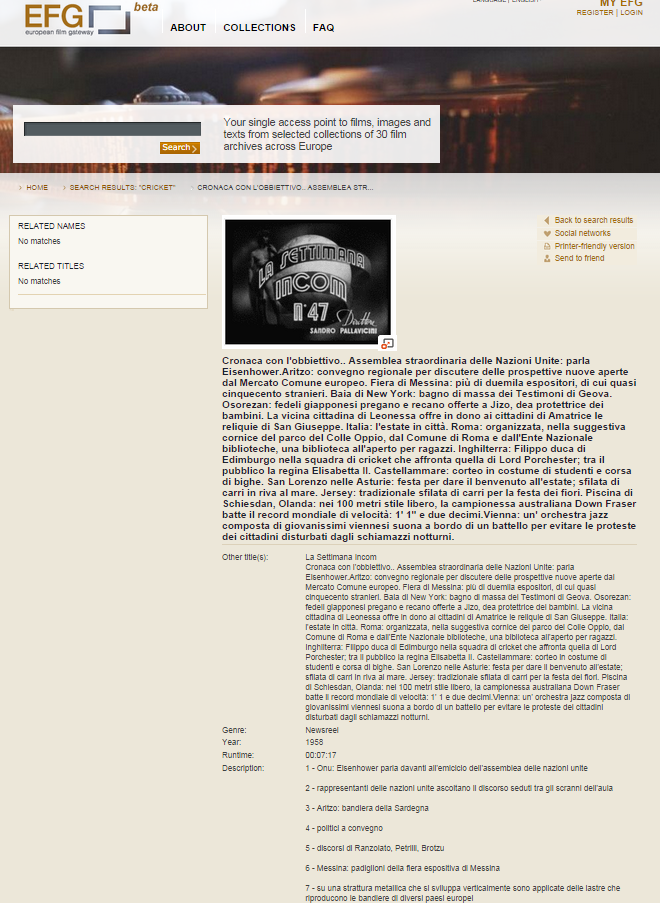 EFG beta
european film gateway
ABOUT
COLLECTIONS
FAQ
LANGUAGE | ENGLISH
MY EFG
REGISTER | LOGIN
Search
Your single access point to films, images and
texts from selected collections of 30 film
archives across Europe
HOME
SEARCH RESULTS: "CRICKET"
CRONACA CON L'OBBIETTIVO.. ASSEMBLEA STR...
RELATED NAMES
No matches
RELATED TITLES
No matches
LA SETTIMANA
INCOM
N° 47
Direttore
SANDRO PALLAVICINI
Back to search results
Social networks
Printer-friendly version
Send to friend
Cronaca con l'obbiettivo.. Assemblea straordinaria delle Nazioni Unite: parla
Eisenhower.Aritzo: convegno regionale per discutere delle prospettive nuove aperte
dal Mercato Comune europeo. Fiera di Messina: più di duemila espositori, di cui quasi
cinquecento stranieri. Baia di New York: bagno di massa dei Testimoni di Geova.
Osorezan: fedeli giapponesi pregano e recano offerte a Jizo, dea protettrice dei
bambini. La vicina cittadina di Leonessa offre in dono ai cittadini di Amatrice le
reliquie di San Giuseppe. Italia: l'estate in città. Roma: organizzata, nella suggestiva
cornice del parco del Colle Oppio, dal Comune di Roma e dall'Ente Nazionale
biblioteche, una biblioteca all'aperto per ragazzi. Inghilterra: Filippo duca di
Edimburgo nella squadra di cricket che affronta quella di Lord Porchester; tra il
pubblico la regina Elisabetta II. Castellammare: corteo in costume di studenti e corsa
di bighe. San Lorenzo nelle Asturie: festa per dare il benvenuto all'estate; sfilata di
carri in riva al mare. Jersey: tradizionale sfilata di carri per la festa dei fiori. Piscina di
Schiesdan, Olanda: nei 100 metri stile libero, la campionessa australiana Down Fraser
batte il record mondiale di velocità: 1' 1" e due decimi.Vienna: un' orchestra jazz
composta di giovanissimi viennesi suona a bordo di un battello per evitare le proteste
dei cittadini disturbati dagli schiamazzi notturni.
Other title(s):
La Settimana Incom
Cronaca con l'obbiettivo.. Assemblea straordinaria delle Nazioni Unite: parla
Eisenhower.Aritzo: convegno regionale per discutere delle prospettive nuove aperte dal
Mercato Comune europeo. Fiera di Messina: più di duemila espositori, di cui quasi
cinquecento stranieri. Baia di New York: bagno di massa dei Testimoni di Geova. Osorezan:
fedeli giapponesi pregano e recano offerte a Jizo, dea protettrice dei bambini. La vicina
cittadina di Leonessa offre in dono ai cittadini di Amatrice le reliquie di San Giuseppe. Italia:
l'estate in città. Roma: organizzata, nella suggestiva cornice del parco del Colle Oppio, dal
Comune di Roma e dall'Ente Nazionale biblioteche, una biblioteca all'aperto per ragazzi.
Inghilterra: Filippo duca di Edimburgo nella squadra di cricket che affronta quella di Lord
Porchester; tra il pubblico la regina Elisabetta II. Castellammare: corteo in costume di
studenti e corsa di bighe. San Lorenzo nelle Asturie: festa per dare il benvenuto all'estate;
sfilata di carri in riva al mare. Jersey: tradizionale sfilata di carri per la festa dei fiori. Piscina
di Schiesdan, Olanda: nei 100 metri stile libero, la campionessa australiana Down Fraser
batte il record mondiale di velocità: 1' 1 e due decimi.Vienna: un' orchestra jazz composta di
giovanissimi viennesi suona a bordo di un battello per evitare le proteste dei cittadini
disturbati dagli schiamazzi notturni.
Genre:
Newsreel
Year:
1958
Runtime:
00:07:17
Description:
1 - Onu: Eisenhower parla davanti all'emiciclo dell'assemblea delle nazioni unite
2 - rappresentanti delle nazioni unite ascoltano il discorso seduti tra gli scranni dell'aula
3 - Aritzo: bandiera della Sardegna
4 - politici a convegno
5 - discorsi di Ranzolato, Petrilli, Brotzu
6 - Messina: padiglioni della fiera espositiva di Messina
7 - su una strattura metallica che si sviluppa verticalmente sono applicate delle lastre che
riproducono le bandiere di diversi paesi europei